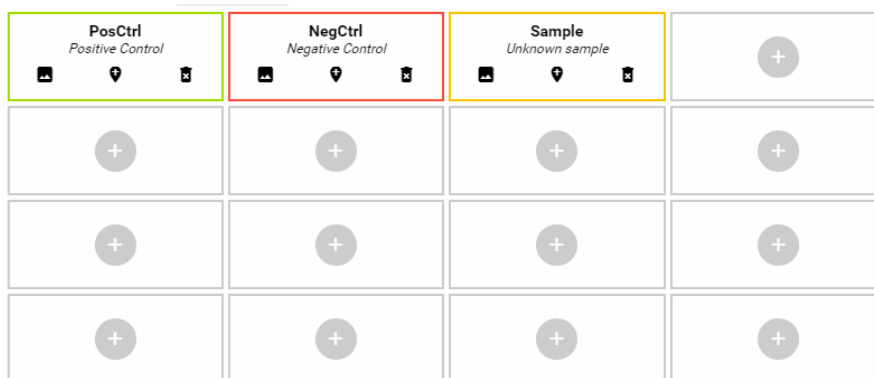 PosCtrl
Positive Control
NegCtrl
Negative Control
Sample
Unknown sample